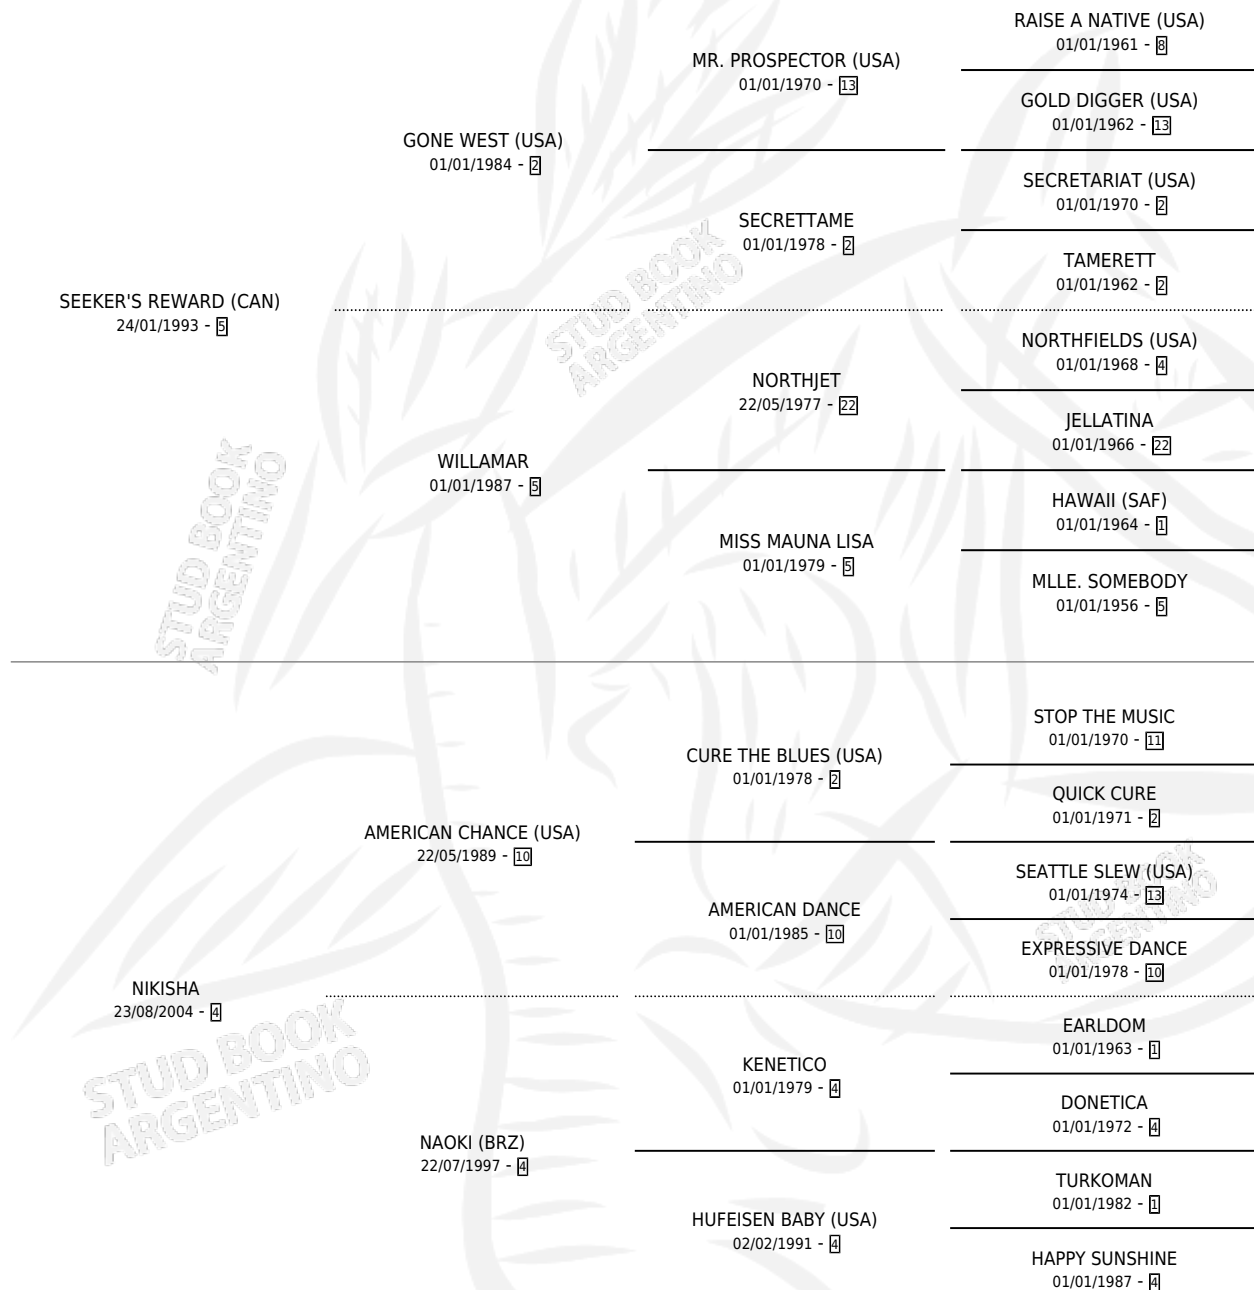 SEEKER'S REWARD (CAN)
24/01/1993 - 5
GONE WEST (USA)
01/01/1984 - 2
MR. PROSPECTOR (USA)
01/01/1970 - 13
RAISE A NATIVE (USA)
01/01/1961 - 8
GOLD DIGGER (USA)
01/01/1962 - 13
SECRETTAME
01/01/1978 - 2
SECRETARIAT (USA)
01/01/1970 - 2
TAMERETT
01/01/1962 - 2
WILLAMAR
01/01/1987 - 5
NORTHJET
22/05/1977 - 22
NORTHFIELDS (USA)
01/01/1968 - 4
JELLATINA
01/01/1966 - 22
MISS MAUNA LISA
01/01/1979 - 5
HAWAII (SAF)
01/01/1964 - 1
MLLE. SOMEBODY
01/01/1956 - 5
NIKISHA
23/08/2004 - 4
AMERICAN CHANCE (USA)
22/05/1989 - 10
CURE THE BLUES (USA)
01/01/1978 - 2
STOP THE MUSIC
01/01/1970 - 11
QUICK CURE
01/01/1971 - 2
AMERICAN DANCE
01/01/1985 - 10
SEATTLE SLEW (USA)
01/01/1974 - 13
EXPRESSIVE DANCE
01/01/1978 - 10
NAOKI (BRZ)
22/07/1997 - 4
KENETICO
01/01/1979 - 4
EARLDOM
01/01/1963 - 1
DONETICA
01/01/1972 - 4
HUFEISEN BABY (USA)
02/02/1991 - 4
TURKOMAN
01/01/1982 - 1
HAPPY SUNSHINE
01/01/1987 - 4
STUD BOOK
ARGENTINO
STUD BOOK
ARGENTINO
STUD BOOK
ARGENTINO
STUD BOOK
ARGENTINO